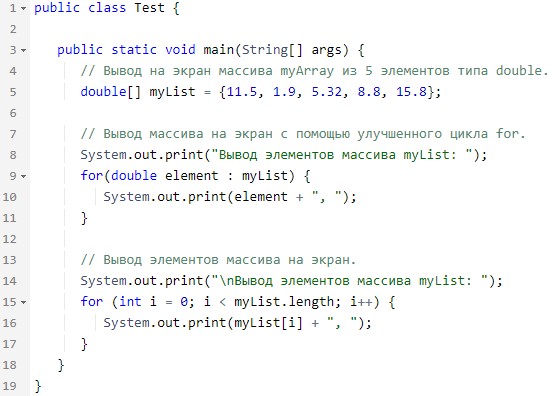 1 public class Test {
2
3 public static void main(String[] args) {
4 // Вывод на экран массива myArray из 5 элементов типа double.
5 double[] myList = {11.5, 1.9, 5.32, 8.8, 15.8};
6
7 // Вывод массива на экран с помощью улучшенного цикла for.
8 System.out.print("Вывод элементов массива myList: ");
9 for(double element : myList) {
10 System.out.print(element + ", ");
11 }
12
13 // Вывод элементов массива на экран.
14 System.out.print("\nВывод элементов массива myList: ");
15 for (int i = 0; i < myList.length; i++) {
16 System.out.print(myList[i] + ", ");
17 }
18 }
19 }